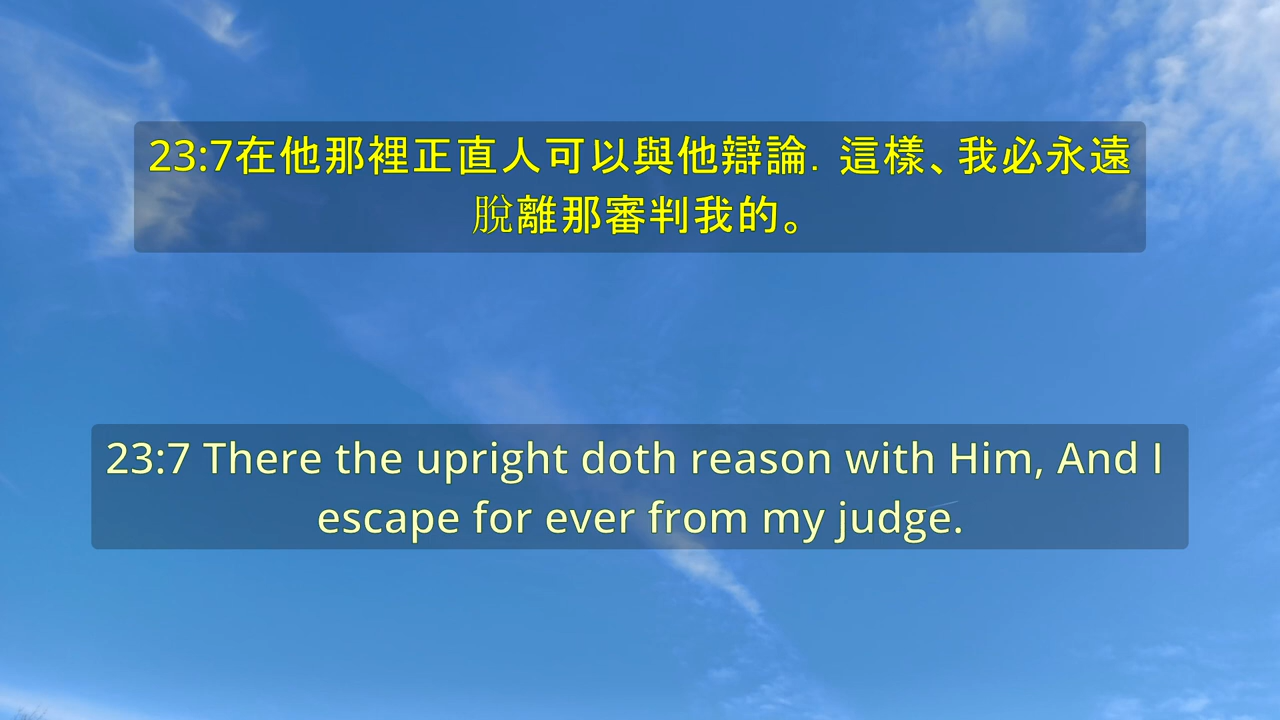 23:7在他那裡正直人可以與他辯論．這樣、我必永遠
脫離那審判我的。
23:7 There the upright doth reason with Him, And I
escape for ever from my judge.